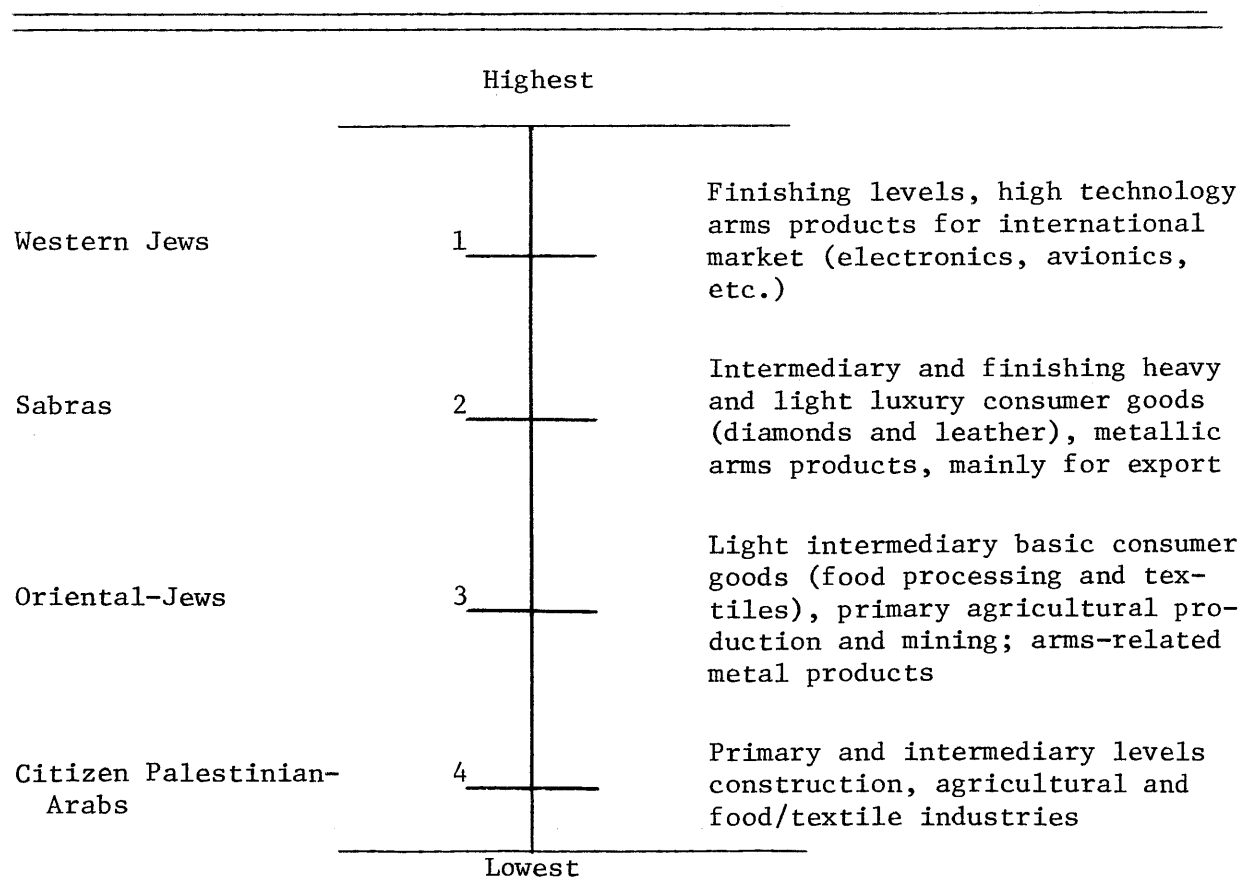 Highest
Western Jews
1
Finishing levels, high technology
arms products for international
market (electronics, avionics,
etc.)
Sabras
2
Intermediary and finishing heavy
and light luxury consumer goods
(diamonds and leather), metallic
arms products, mainly for export
Oriental-Jews
3
Light intermediary basic consumer
goods (food processing and tex-
tiles), primary agricultural pro-
duction and mining; arms-related
metal products
Citizen Palestinian-
Arabs
4
Primary and intermediary levels
construction, agricultural and
food/textile industries
Lowest